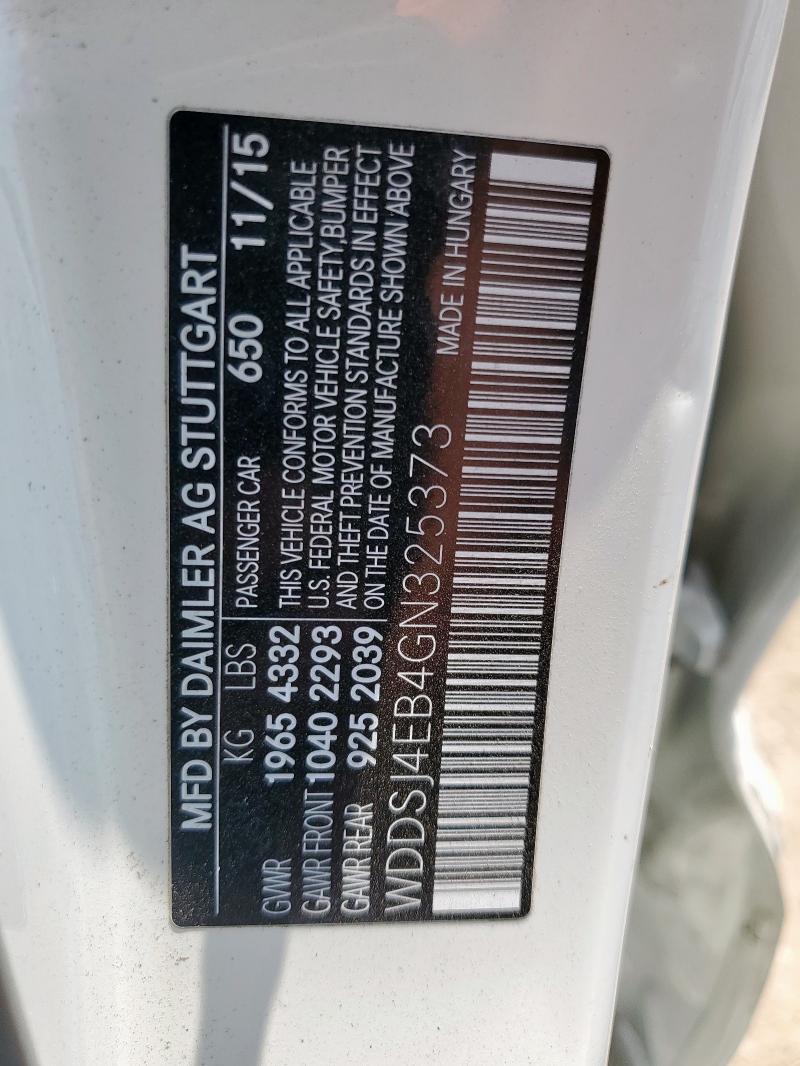 MFD BY DAIMLER AG STUTTGART
KG LBS PASSENGER CAR 650 11/15
GVWR 1965 4332 THIS VEHICLE CONFORMS TO ALL APPLICABLE
GAWR FRONT 1040 2293 U.S. FEDERAL MOTOR VEHICLE SAFETY,BUMPER
GAWR REAR 925 2039 AND THEFT PREVENTION STANDARDS IN EFFECT
ON THE DATE OF MANUFACTURE SHOWN ABOVE
WDDSJ4EB4GN325373 MADE IN HUNGARY